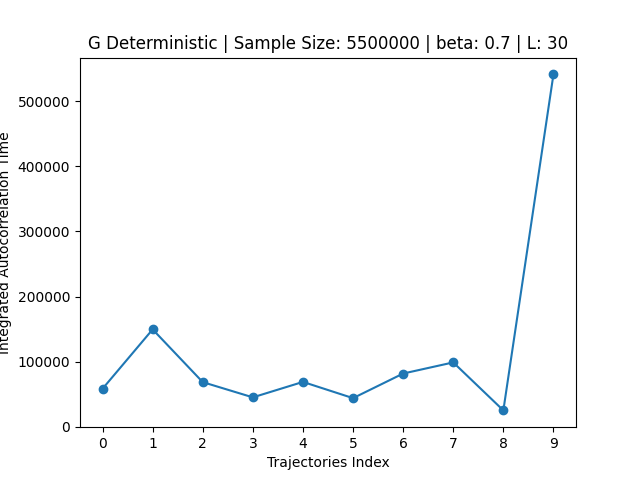 G Deterministic | Sample Size: 5500000 | beta: 0.7 | L: 30
Integrated Autocorrelation Time
500000
400000
300000
200000
100000
0
0 1 2 3 4 5 6 7 8 9
Trajectories Index